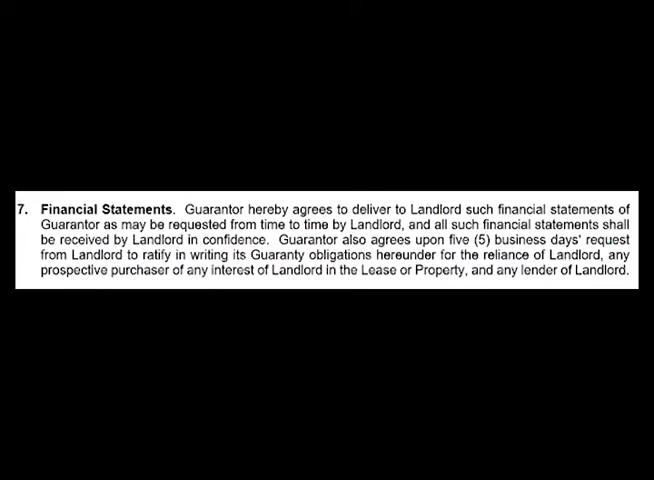 7. Financial Statements. Guarantor hereby agrees to deliver to Landlord such financial statements of
Guarantor as may be requested from time to time by Landlord, and all such financial statements shall
be received by Landlord in confidence. Guarantor also agrees upon five (5) business days' request
from Landlord to ratify in writing its Guaranty obligations hereunder for the reliance of Landlord, any
prospective purchaser of any interest of Landlord in the Lease or Property, and any lender of Landlord.